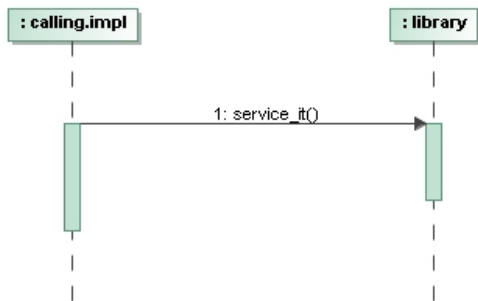 : calling.impl
: library
1: service_it()